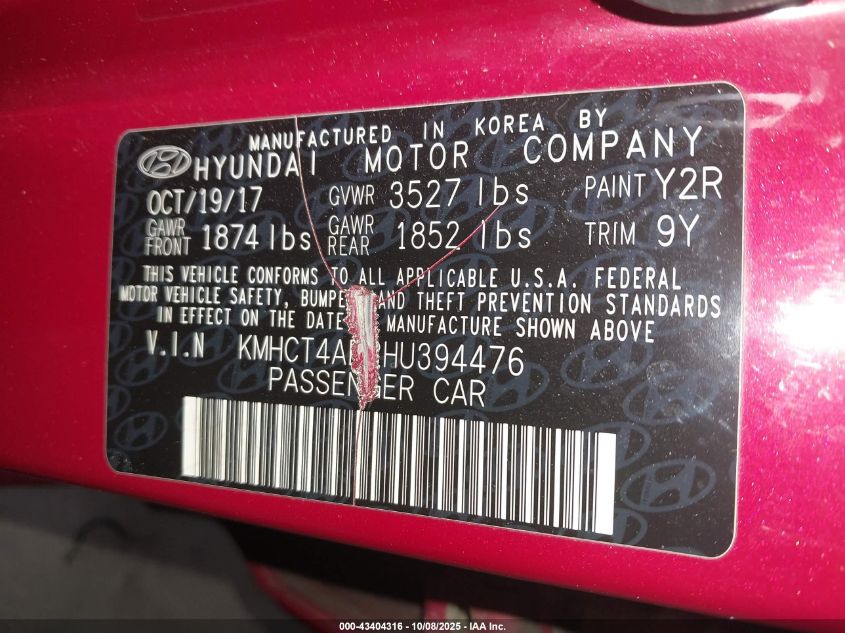 MANUFACTURED IN KOREA BY
HYUNDAI MOTOR COMPANY
OCT/19/17 GVWR 3527 lbs PAINT Y2R
GAWR FRONT 1874 lbs GAWR REAR 1852 lbs TRIM 9Y
THIS VEHICLE CONFORMS TO ALL APPLICABLE U.S.A. FEDERAL
MOTOR VEHICLE SAFETY, AND THEFT PREVENTION STANDARDS
IN EFFECT ON THE DATE MANUFACTURE SHOWN ABOVE
V.I.N
PASSENGER CAR
000-43404316 - 10/08/2025 - IAA Inc.